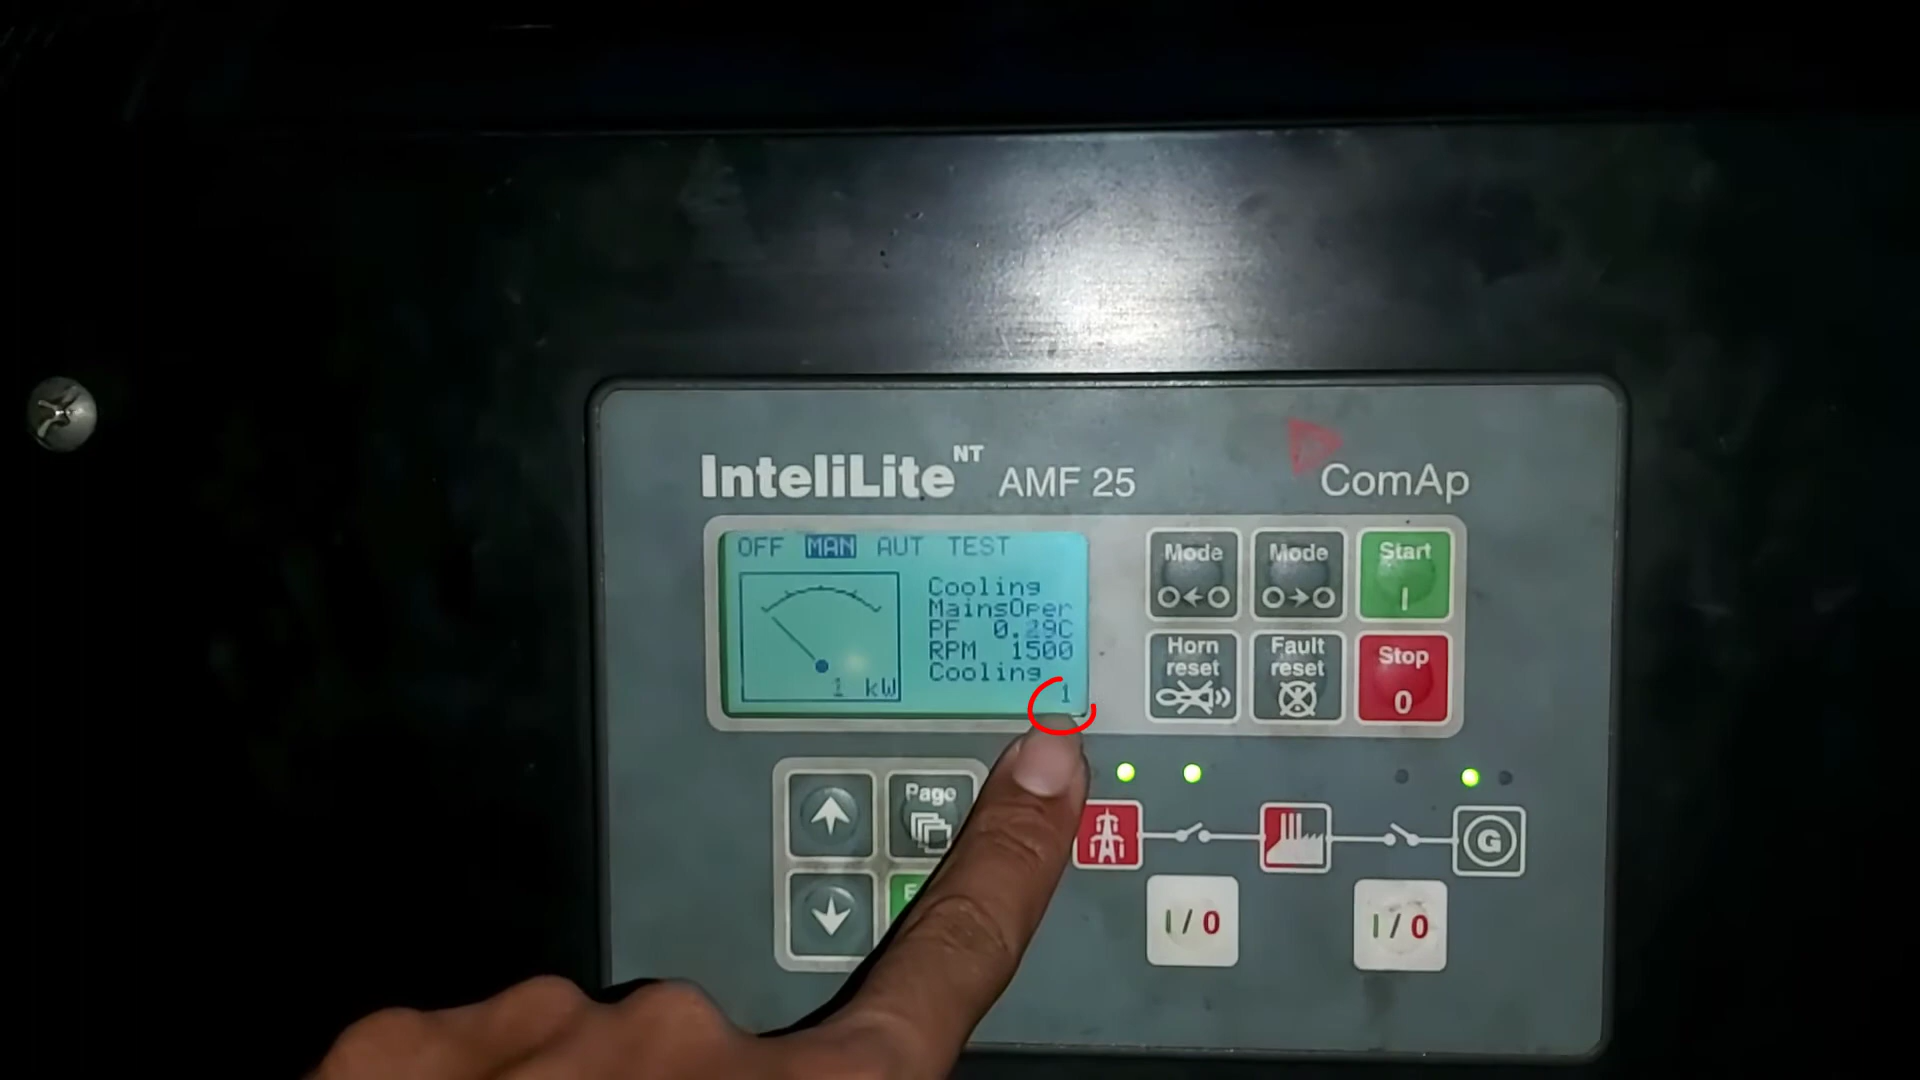 InteliLite NT AMF 25
ComAp
OFF MAN AUT TEST
Cooling
MainsOper
PF 0.29C
RPM 1500
Cooling
1
1 kW
Mode
Mode
Start
I
Horn reset
Fault reset
Stop
0
Page
G
I / 0
I / 0